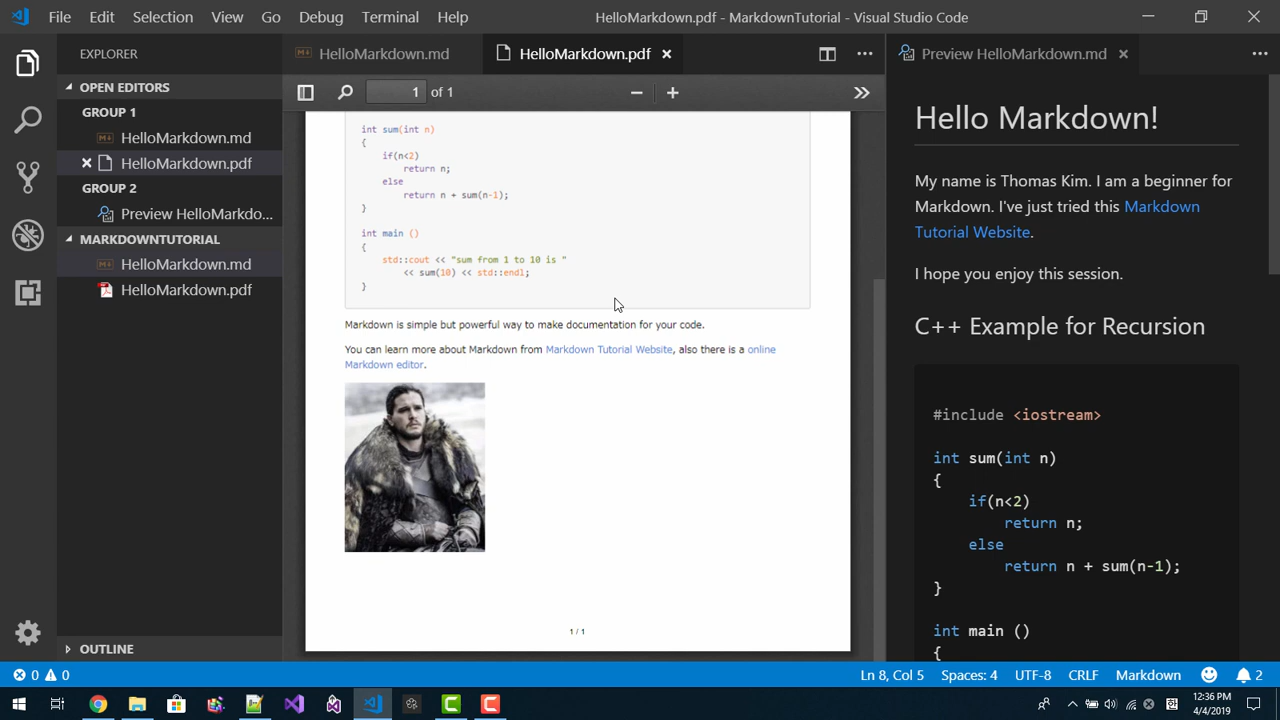 File Edit Selection View Go Debug Terminal Help
HelloMarkdown.pdf - MarkdownTutorial - Visual Studio Code
EXPLORER
OPEN EDITORS
GROUP 1
HelloMarkdown.md
HelloMarkdown.pdf
GROUP 2
Preview HelloMarkdo...
MARKDOWNTUTORIAL
HelloMarkdown.md
HelloMarkdown.pdf
OUTLINE
HelloMarkdown.md
HelloMarkdown.pdf
1 of 1
int sum(int n)
{
if(n<2)
return n;
else
return n + sum(n-1);
}
int main ()
{
std::cout << "sum from 1 to 10 is "
<< sum(10) << std::endl;
}
Markdown is simple but powerful way to make documentation for your code.
You can learn more about Markdown from Markdown Tutorial Website, also there is a online
Markdown editor.
1 / 1
Preview HelloMarkdown.md
Hello Markdown!
My name is Thomas Kim. I am a beginner for
Markdown. I've just tried this Markdown
Tutorial Website.
I hope you enjoy this session.
C++ Example for Recursion
#include <iostream>
int sum(int n)
{
if(n<2)
return n;
else
return n + sum(n-1);
}
int main ()
{
0 0
Ln 8, Col 5 Spaces: 4 UTF-8 CRLF Markdown 2
12:36 PM
4/4/2019